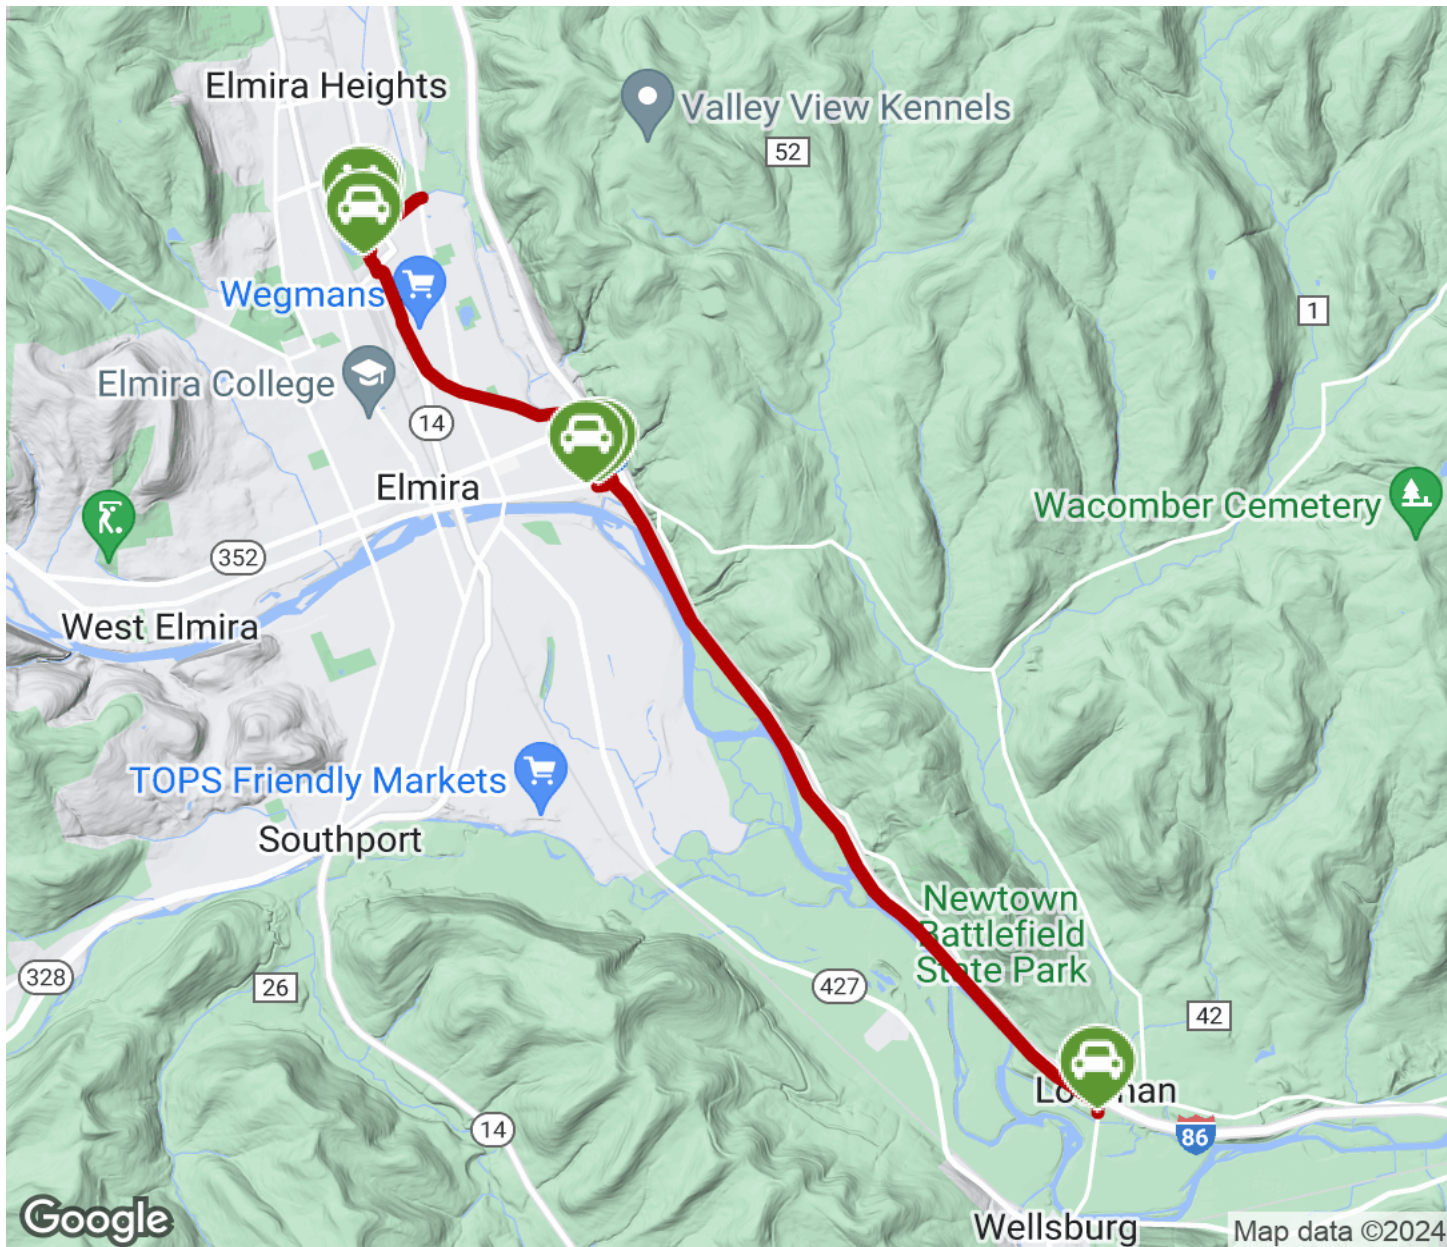 Elmira Heights
Valley View Kennels
52
1
Wegmans
Elmira College
14
Elmira
Wacomber Cemetery
352
West Elmira
TOPS Friendly Markets
Southport
Newtown
Battlefield
State Park
328
26
427
42
14
86
Wellsburg
Google
Map data ©2024